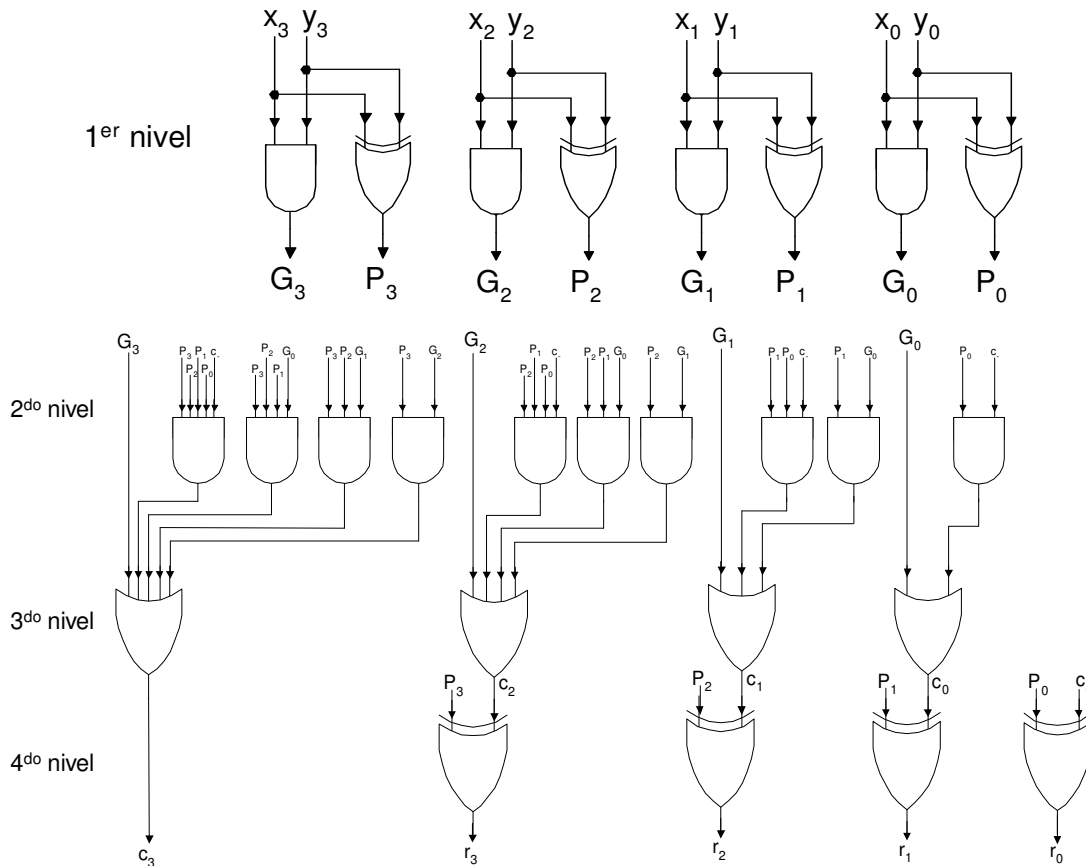 x₃ y₃ x₂ y₂ x₁ y₁ x₀ y₀
1ᵉʳ nivel
G₃ P₃ G₂ P₂ G₁ P₁ G₀ P₀
G₃ P₃ P₂ P₁ P₀ c₋ P₃ P₂ P₁ G₀ P₃ P₂ G₁ P₃ G₂ G₂ P₂ P₁ P₀ c₋ P₂ P₁ G₀ P₂ G₁ G₁ P₁ P₀ c₋ P₁ G₀ G₀ P₀ c₋
2ᵈᵒ nivel
3ᵈᵒ nivel
P₃ c₂ P₂ c₁ P₁ c₀ P₀ c
4ᵈᵒ nivel
c₃ r₃ r₂ r₁ r₀